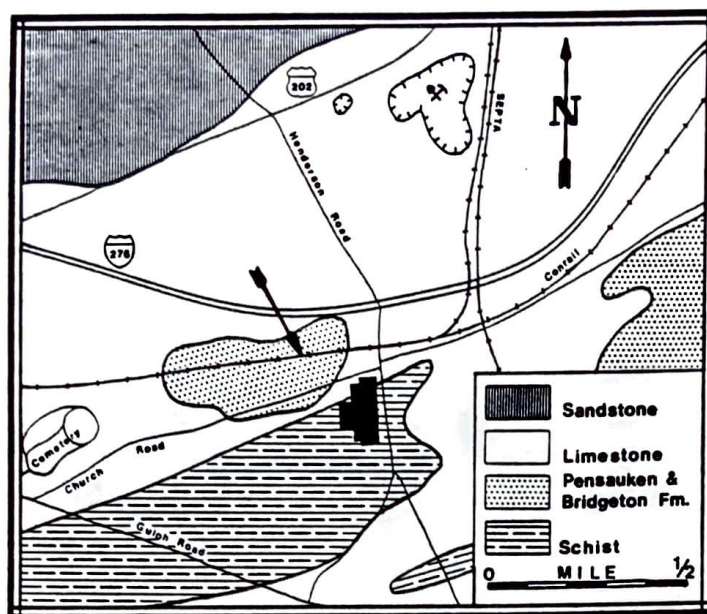 202
SEPTA
N
Henderson Road
276
Conrail
Cemetery
Church Road
Gulph Road
Sandstone
Limestone
Pensauken &
Bridgeton Fm.
Schist
0 MILE 1/2